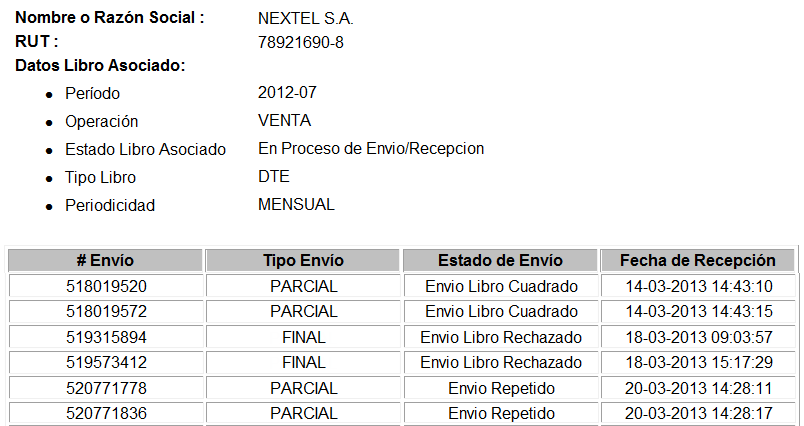 Nombre o Razón Social : NEXTEL S.A.
RUT : 78921690-8
Datos Libro Asociado:
• Período 2012-07
• Operación VENTA
• Estado Libro Asociado En Proceso de Envio/Recepcion
• Tipo Libro DTE
• Periodicidad MENSUAL
# Envío Tipo Envío Estado de Envío Fecha de Recepción
518019520 PARCIAL Envio Libro Cuadrado 14-03-2013 14:43:10
518019572 PARCIAL Envio Libro Cuadrado 14-03-2013 14:43:15
519315894 FINAL Envio Libro Rechazado 18-03-2013 09:03:57
519573412 FINAL Envio Libro Rechazado 18-03-2013 15:17:29
520771778 PARCIAL Envio Repetido 20-03-2013 14:28:11
520771836 PARCIAL Envio Repetido 20-03-2013 14:28:17